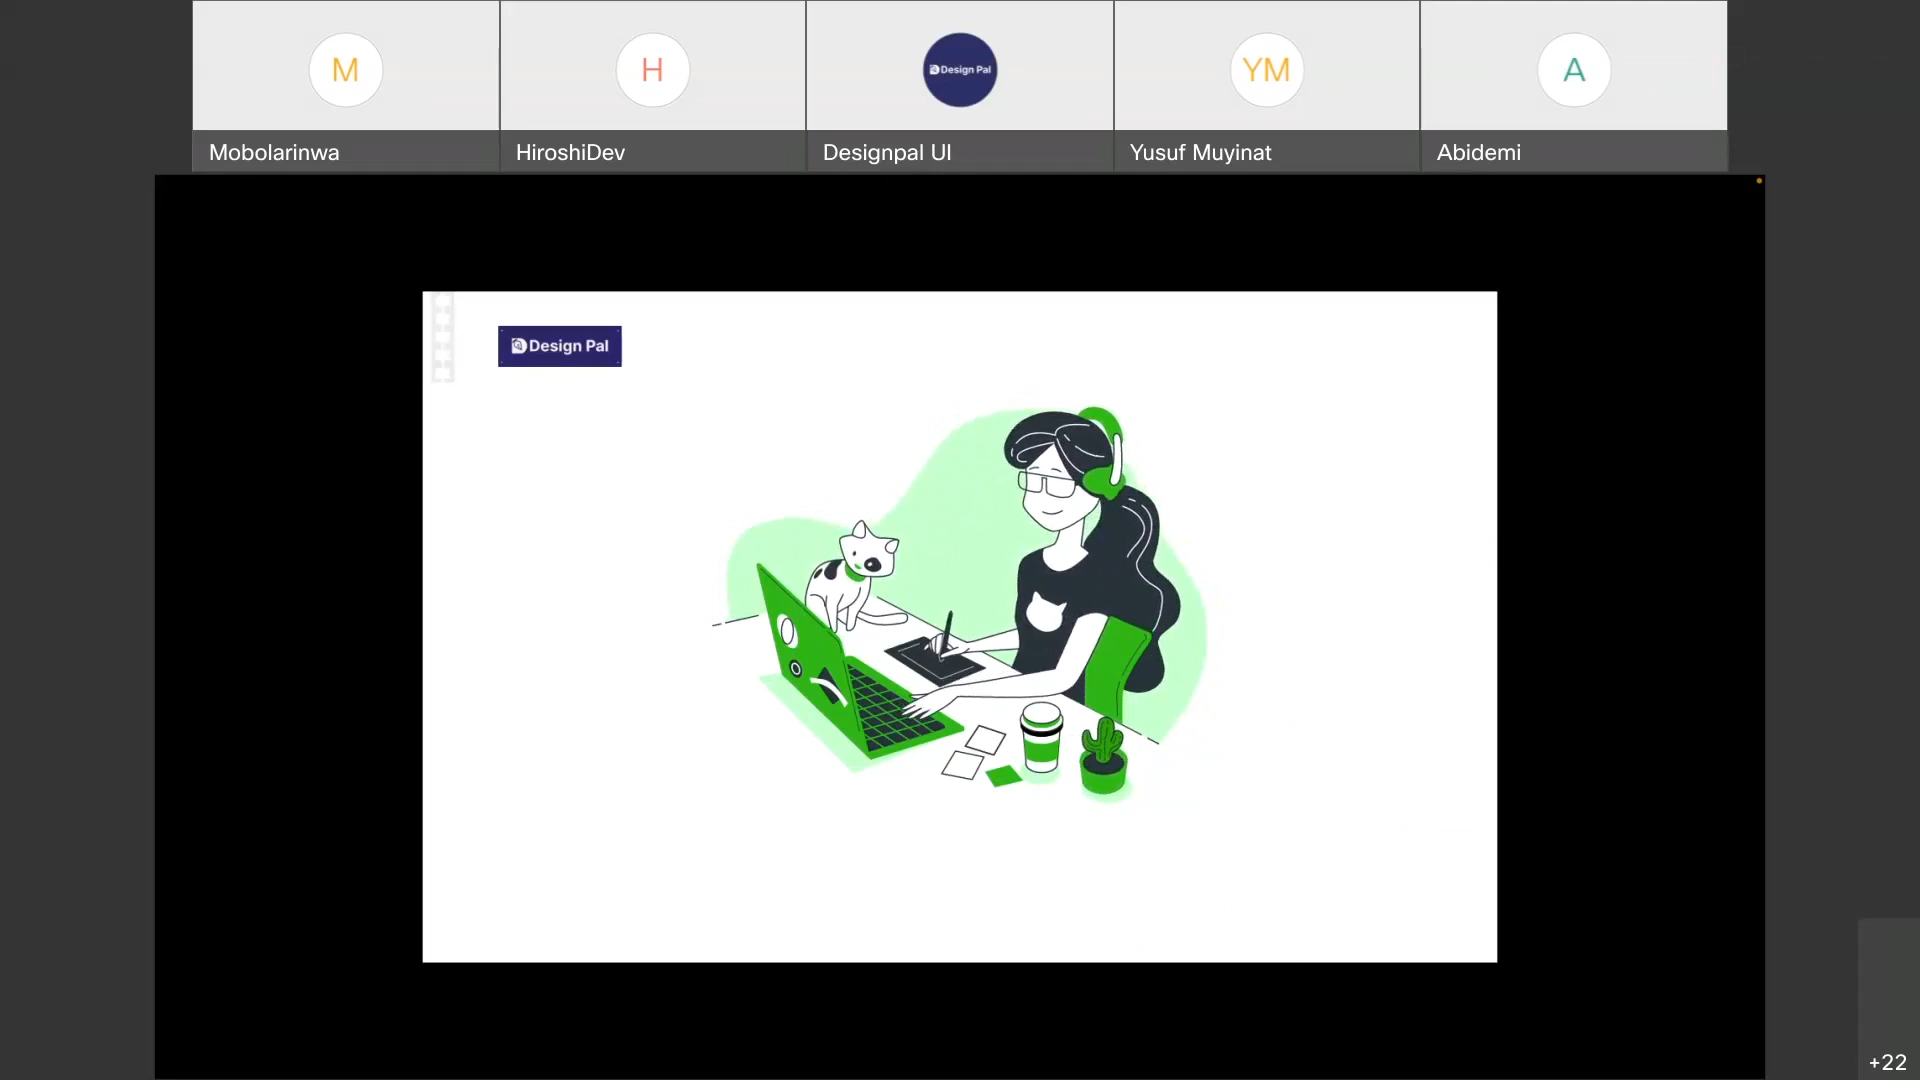 M
H
Design Pal
YM
A
Mobolarinwa
HiroshiDev
Designpal UI
Yusuf Muyinat
Abidemi
Design Pal
+22